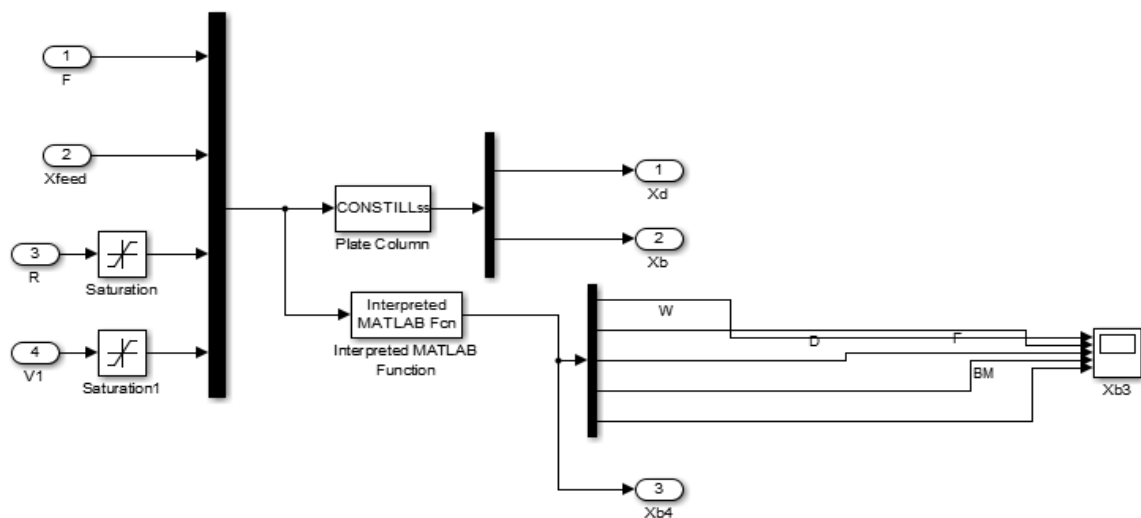 1
F
2
Xfeed
3
R
Saturation
4
V1
Saturation1
CONSTILLss
Plate Column
Interpreted
MATLAB Fcn
Interpreted MATLAB
Function
1
Xd
2
Xb
W
D
F
BM
Xb3
3
Xb4